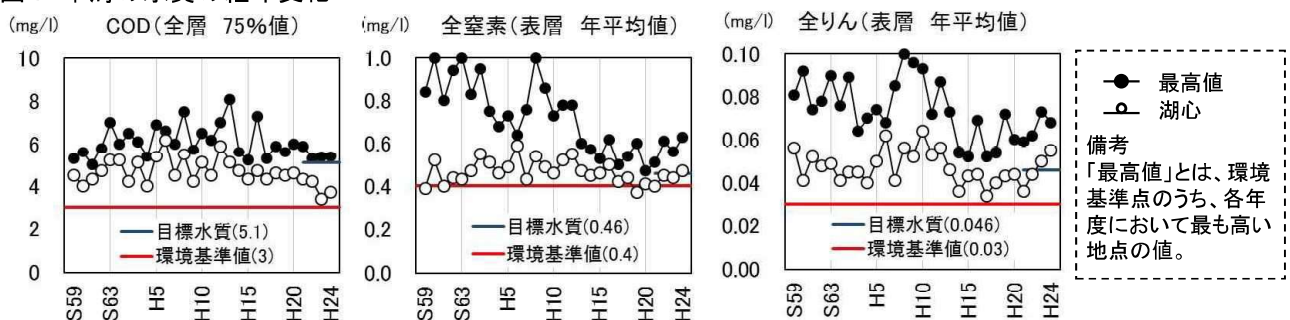 (mg/l) COD(全層 75%値)
10
8
6
4
2
0
目標水質(5.1)
環境基準値(3)
S59 S63 H5 H10 H15 H20 H24
(mg/l) 全窒素(表層 年平均値)
1.0
0.8
0.6
0.4
0.2
0.0
目標水質(0.46)
環境基準値(0.4)
S59 S63 H5 H10 H15 H20 H24
(mg/l) 全りん(表層 年平均値)
0.10
0.08
0.06
0.04
0.02
0.00
目標水質(0.046)
環境基準値(0.03)
S59 S63 H5 H10 H15 H20 H24
最高値
湖心
備考
「最高値」とは、環境
基準点のうち、各年
度において最も高い
地点の値。